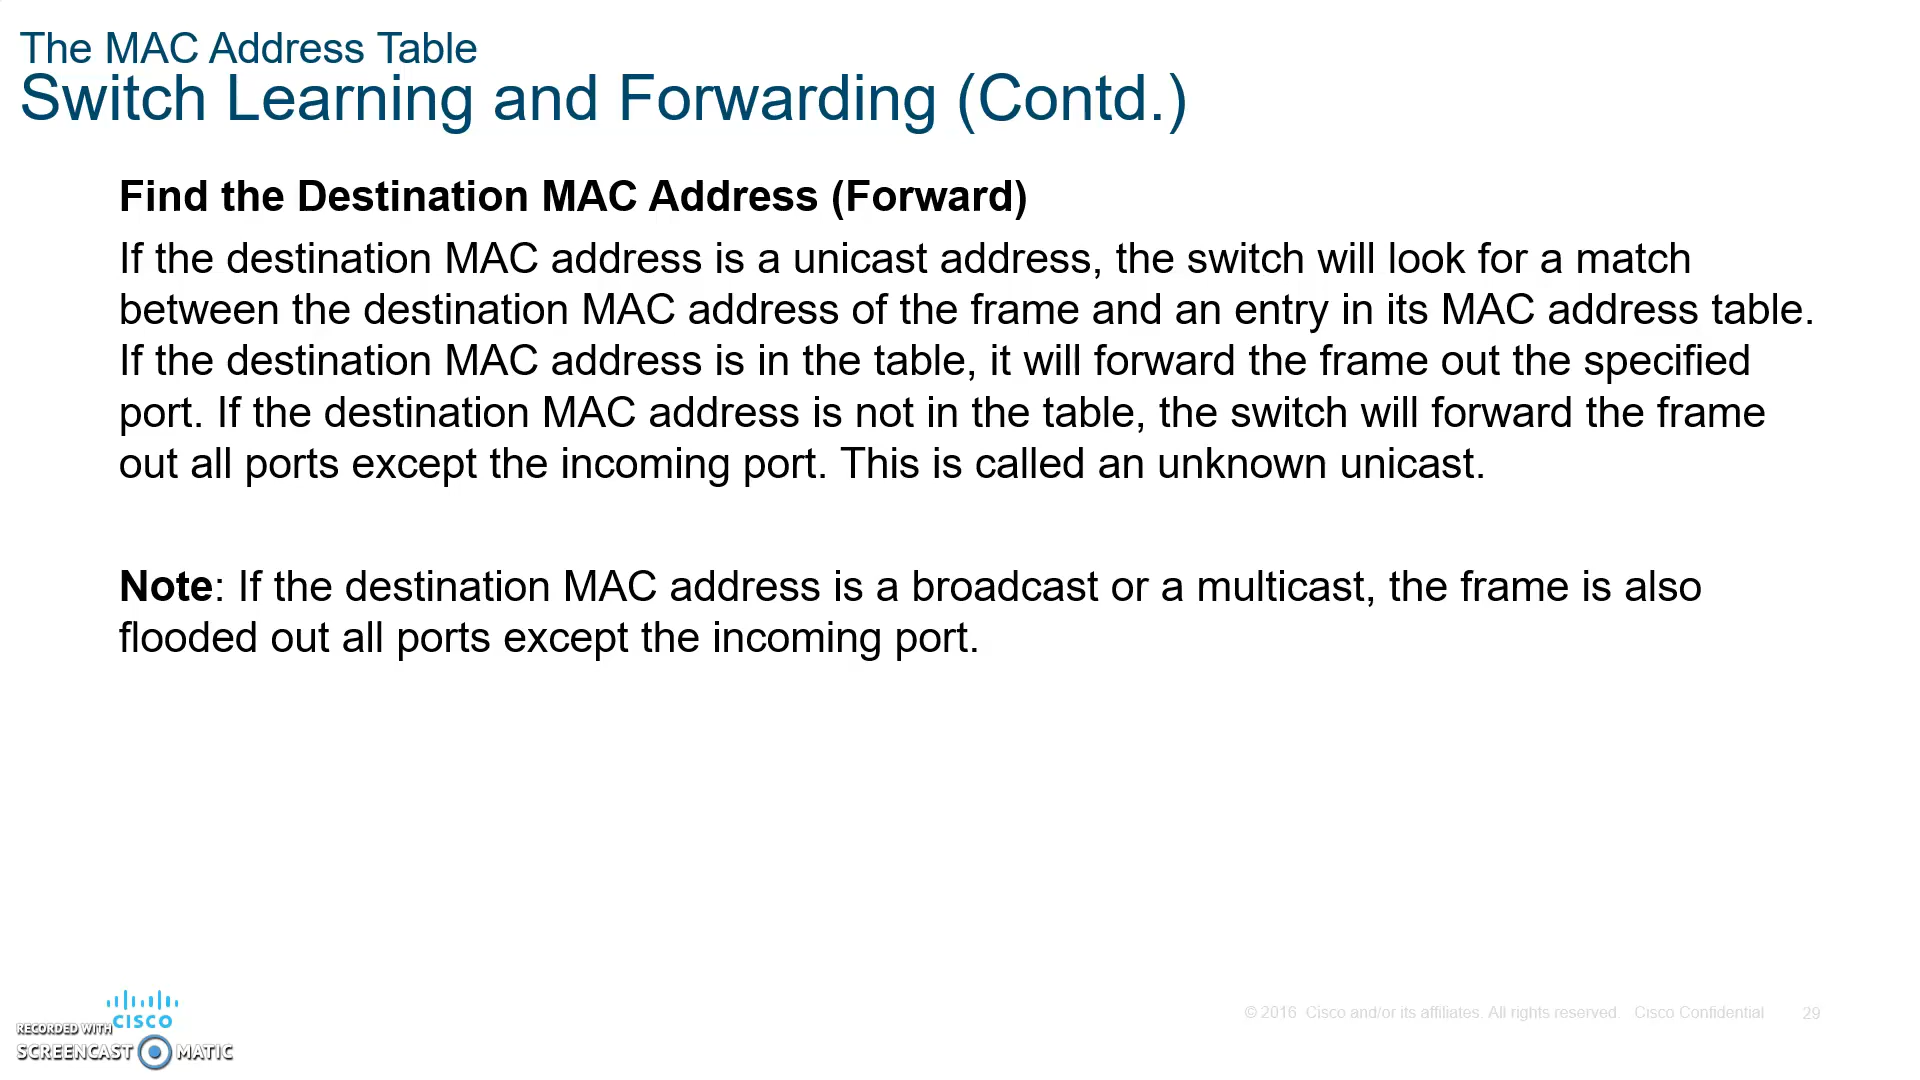 The MAC Address Table
Switch Learning and Forwarding (Contd.)
Find the Destination MAC Address (Forward)
If the destination MAC address is a unicast address, the switch will look for a match
between the destination MAC address of the frame and an entry in its MAC address table.
If the destination MAC address is in the table, it will forward the frame out the specified
port. If the destination MAC address is not in the table, the switch will forward the frame
out all ports except the incoming port. This is called an unknown unicast.
Note: If the destination MAC address is a broadcast or a multicast, the frame is also
flooded out all ports except the incoming port.
CISCO
RECORDED WITH
SCREENCAST MATIC
© 2016 Cisco and/or its affiliates. All rights reserved. Cisco Confidential 29